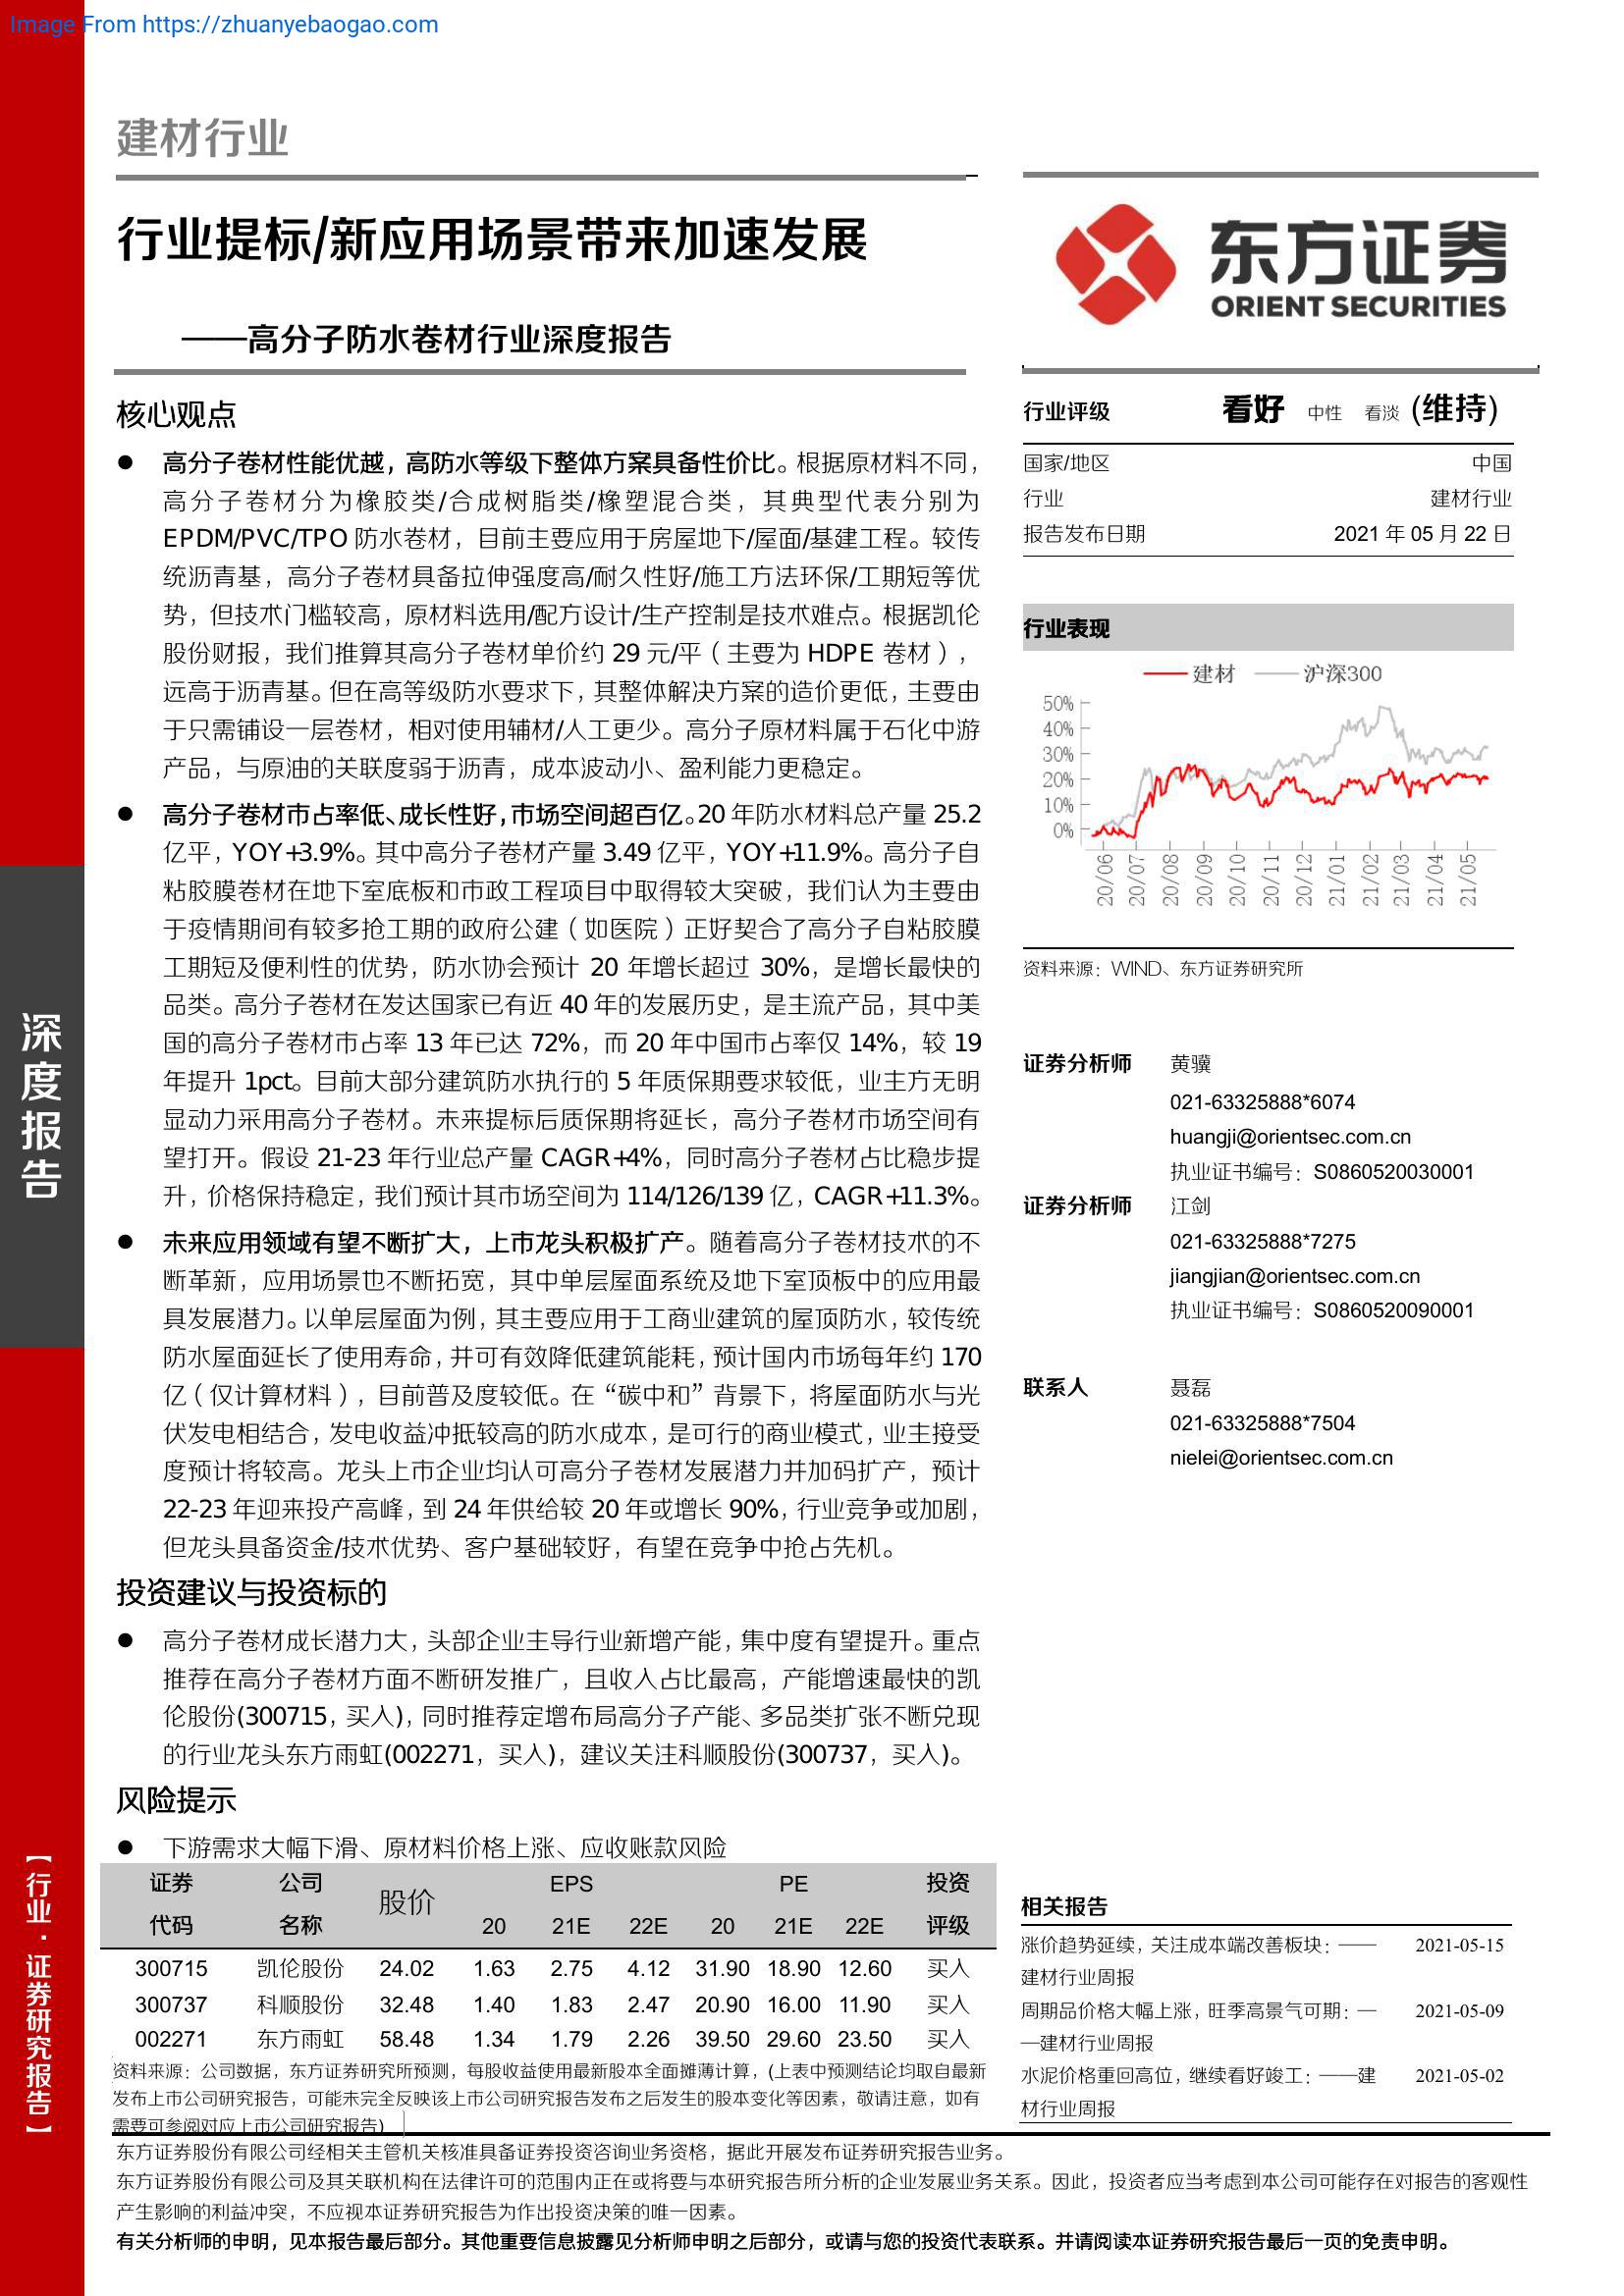 Image From https://zhuanyebaogao.com
建材行业
行业提标/新应用场景带来加速发展
——高分子防水卷材行业深度报告
核心观点
● 高分子卷材性能优越，高防水等级下整体方案具备性价比。根据原材料不同，
高分子卷材分为橡胶类/合成树脂类/橡塑混合类，其典型代表分别为
EPDM/PVC/TPO 防水卷材，目前主要应用于房屋地下/屋面/基建工程。较传
统沥青基，高分子卷材具备拉伸强度高/耐久性好/施工方法环保/工期短等优
势，但技术门槛较高，原材料选用/配方设计/生产控制是技术难点。根据凯伦
股份财报，我们推算其高分子卷材单价约 29 元/平（主要为 HDPE 卷材），
远高于沥青基。但在高等级防水要求下，其整体解决方案的造价更低，主要由
于只需铺设一层卷材，相对使用辅材/人工更少。高分子原材料属于石化中游
产品，与原油的关联度弱于沥青，成本波动小、盈利能力更稳定。
● 高分子卷材市占率低、成长性好，市场空间超百亿。20 年防水材料总产量 25.2
亿平，YOY+3.9%。其中高分子卷材产量 3.49 亿平，YOY+11.9%。高分子自
粘胶膜卷材在地下室底板和市政工程项目中取得较大突破，我们认为主要由
于疫情期间有较多抢工期的政府公建（如医院）正好契合了高分子自粘胶膜
工期短及便利性的优势，防水协会预计 20 年增长超过 30%，是增长最快的
品类。高分子卷材在发达国家已有近 40 年的发展历史，是主流产品，其中美
国的高分子卷材市占率 13 年已达 72%，而 20 年中国市占率仅 14%，较 19
年提升 1pct。目前大部分建筑防水执行的 5 年质保期要求较低，业主方无明
显动力采用高分子卷材。未来提标后质保期将延长，高分子卷材市场空间有
望打开。假设 21-23 年行业总产量 CAGR+4%，同时高分子卷材占比稳步提
升，价格保持稳定，我们预计其市场空间为 114/126/139 亿，CAGR+11.3%。
● 未来应用领域有望不断扩大，上市龙头积极扩产。随着高分子卷材技术的不
断革新，应用场景也不断拓宽，其中单层屋面系统及地下室顶板中的应用最
具发展潜力。以单层屋面为例，其主要应用于工商业建筑的屋顶防水，较传统
防水屋面延长了使用寿命，并可有效降低建筑能耗，预计国内市场每年约 170
亿（仅计算材料），目前普及度较低。在“碳中和”背景下，将屋面防水与光
伏发电相结合，发电收益冲抵较高的防水成本，是可行的商业模式，业主接受
度预计将较高。龙头上市企业均认可高分子卷材发展潜力并加码扩产，预计
22-23 年迎来投产高峰，到 24 年供给较 20 年或增长 90%，行业竞争或加剧，
但龙头具备资金/技术优势、客户基础较好，有望在竞争中抢占先机。
投资建议与投资标的
● 高分子卷材成长潜力大，头部企业主导行业新增产能，集中度有望提升。重点
推荐在高分子卷材方面不断研发推广，且收入占比最高，产能增速最快的凯
伦股份(300715，买入)，同时推荐定增布局高分子产能、多品类扩张不断兑现
的行业龙头东方雨虹(002271，买入)，建议关注科顺股份(300737，买入)。
风险提示
● 下游需求大幅下滑、原材料价格上涨、应收账款风险
证券 公司 股价 EPS PE 投资
代码 名称 20 21E 22E 20 21E 22E 评级
300715 凯伦股份 24.02 1.63 2.75 4.12 31.90 18.90 12.60 买入
300737 科顺股份 32.48 1.40 1.83 2.47 20.90 16.00 11.90 买入
002271 东方雨虹 58.48 1.34 1.79 2.26 39.50 29.60 23.50 买入
资料来源：公司数据，东方证券研究所预测，每股收益使用最新股本全面摊薄计算，(上表中预测结论均取自最新
发布上市公司研究报告，可能未完全反映该上市公司研究报告发布之后发生的股本变化等因素，敬请注意，如有
需要可参阅对应上市公司研究报告)
东方证券
ORIENT SECURITIES
行业评级 看好 中性 看淡 (维持)
国家/地区 中国
行业 建材行业
报告发布日期 2021 年 05 月 22 日
行业表现
建材 沪深300
50%
40%
30%
20%
10%
0%
20/06 20/07 20/08 20/09 20/10 20/11 20/12 21/01 21/02 21/03 21/04 21/05
资料来源：WIND、东方证券研究所
证券分析师 黄骥
021-63325888*6074
huangji@orientsec.com.cn
执业证书编号：S0860520030001
证券分析师 江剑
021-63325888*7275
jiangjian@orientsec.com.cn
执业证书编号：S0860520090001
联系人 聂磊
021-63325888*7504
nielei@orientsec.com.cn
相关报告
涨价趋势延续，关注成本端改善板块：—— 2021-05-15
建材行业周报
周期品价格大幅上涨，旺季高景气可期：— 2021-05-09
—建材行业周报
水泥价格重回高位，继续看好竣工：——建 2021-05-02
材行业周报
深度报告
【行业·证券研究报告】
东方证券股份有限公司经相关主管机关核准具备证券投资咨询业务资格，据此开展发布证券研究报告业务。
东方证券股份有限公司及其关联机构在法律许可的范围内正在或将要与本研究报告所分析的企业发展业务关系。因此，投资者应当考虑到本公司可能存在对报告的客观性
产生影响的利益冲突，不应视本证券研究报告为作出投资决策的唯一因素。
有关分析师的申明，见本报告最后部分。其他重要信息披露见分析师申明之后部分，或请与您的投资代表联系。并请阅读本证券研究报告最后一页的免责申明。